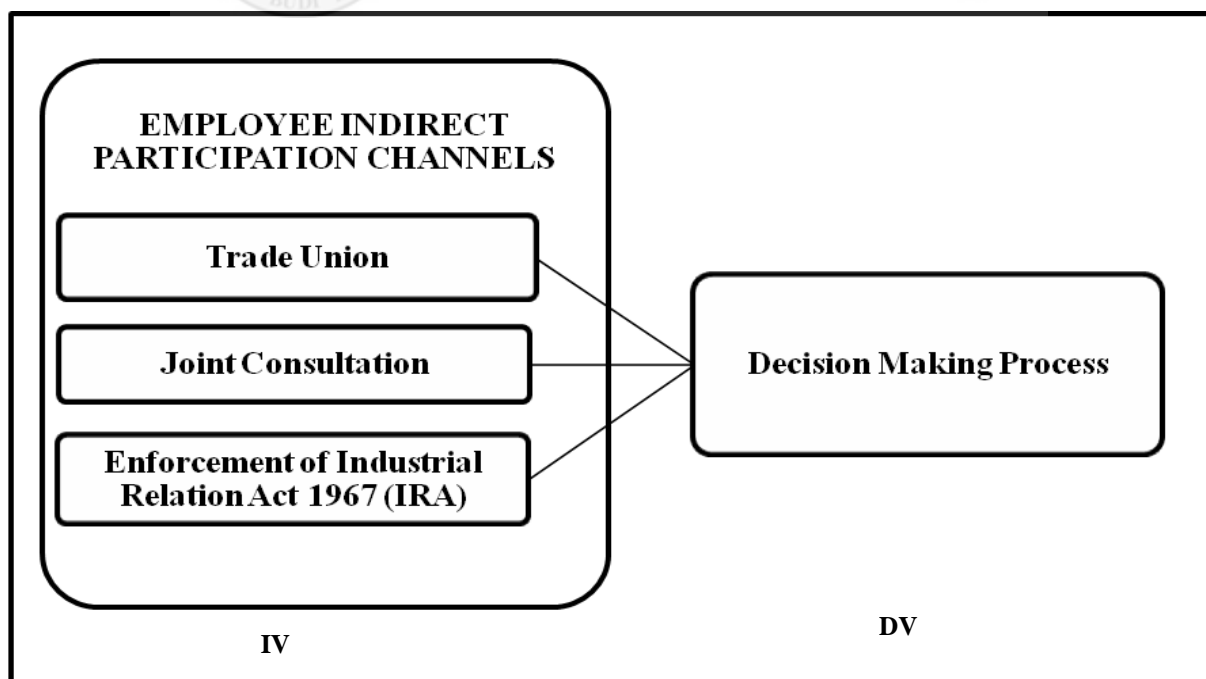 EMPLOYEE INDIRECT
PARTICIPATION CHANNELS
Trade Union
Joint Consultation
Enforcement of Industrial
Relation Act 1967 (IRA)
Decision Making Process
IV
DV